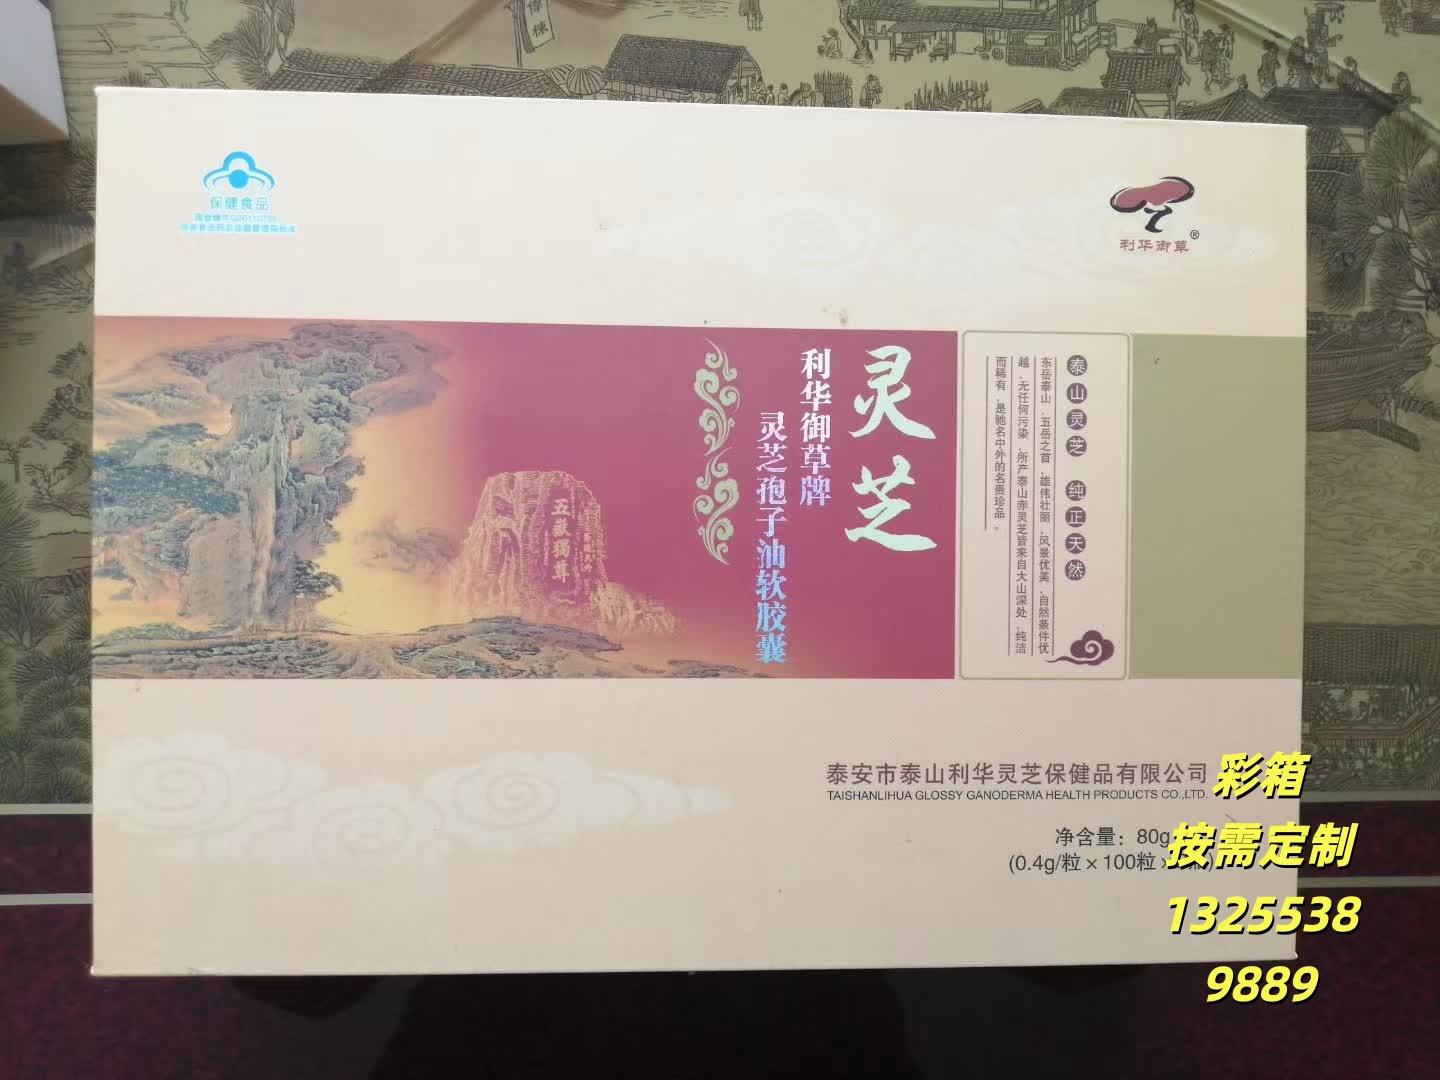 保健食品
利华御草®
灵芝
利华御草牌
灵芝孢子油软胶囊
五嶽獨尊
泰山灵芝 纯正天然
东岳泰山，五岳之首，雄伟壮丽，风景优美，自然条件优
越，无任何污染，所产泰山赤灵芝皆来自大山深处，纯洁
而稀有，是驰名中外的名贵珍品。
泰安市泰山利华灵芝保健品有限公司
TAISHANLIHUA GLOSSY GANODERMA HEALTH PRODUCTS CO.,LTD.
净含量：80g
(0.4g/粒×100粒×
彩箱
按需定制
1325538
9889